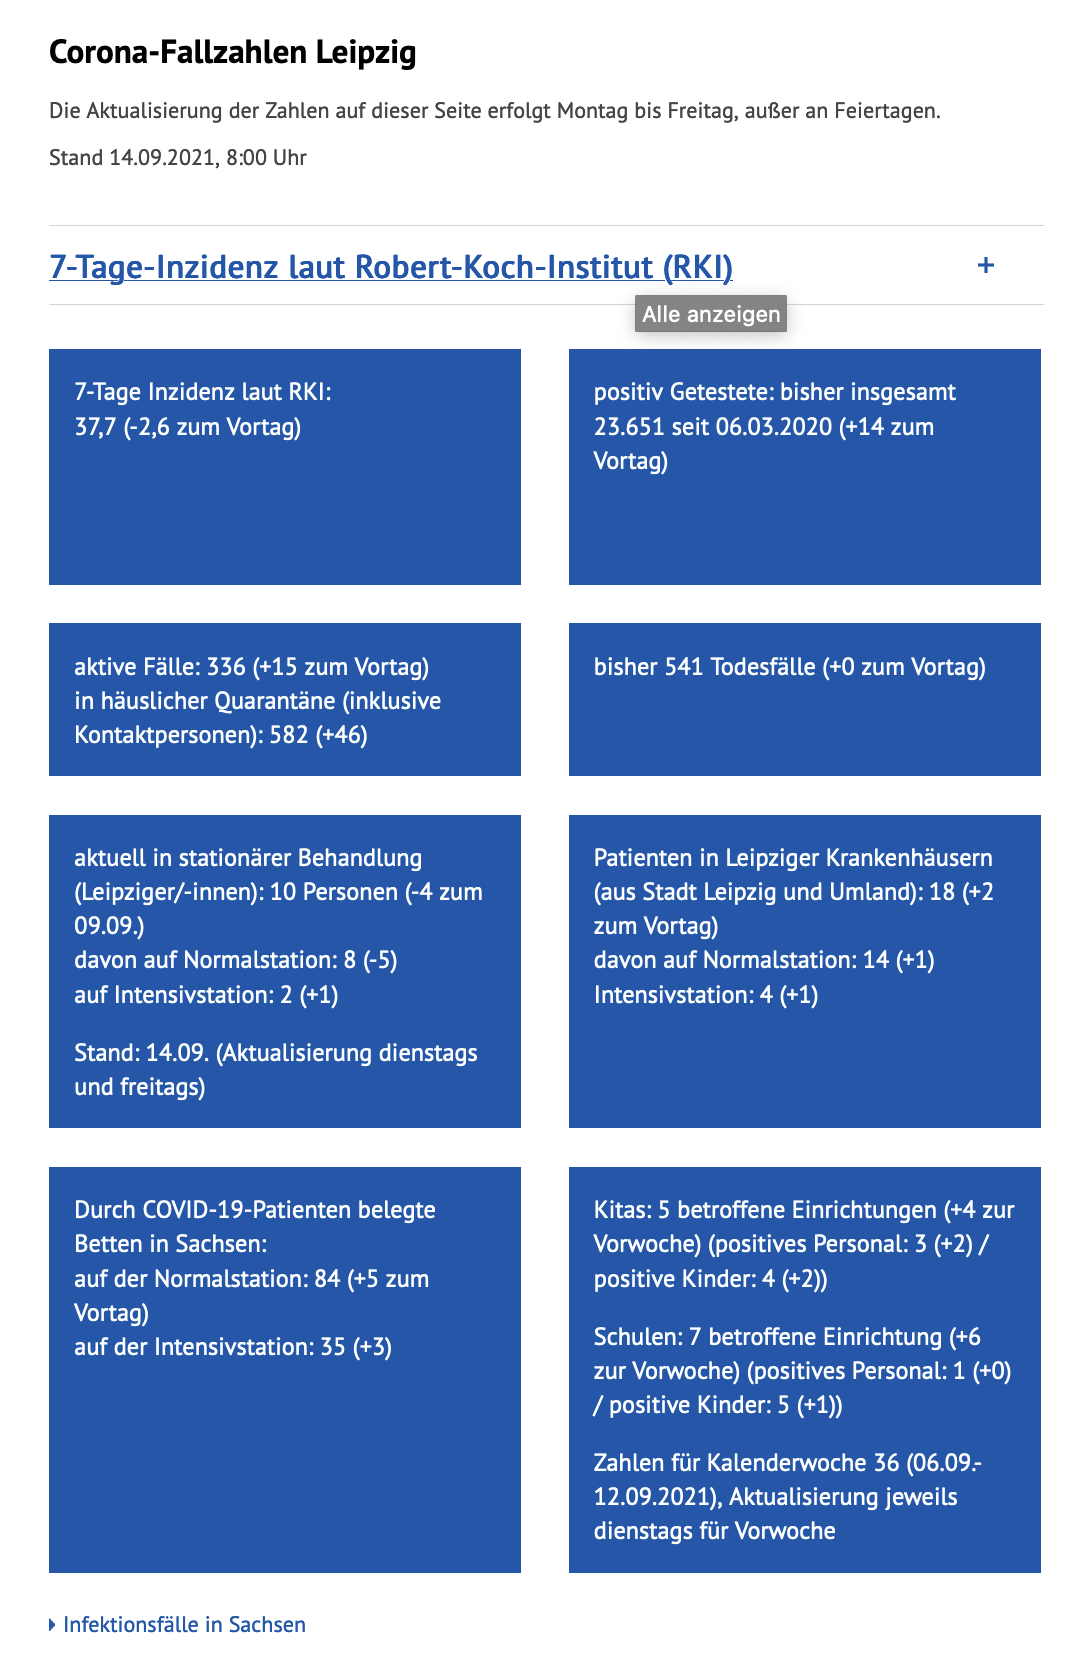 Corona-Fallzahlen Leipzig
Die Aktualisierung der Zahlen auf dieser Seite erfolgt Montag bis Freitag, außer an Feiertagen.
Stand 14.09.2021, 8:00 Uhr
7-Tage-Inzidenz laut Robert-Koch-Institut (RKI)
+
Alle anzeigen
7-Tage Inzidenz laut RKI:
37,7 (-2,6 zum Vortag)
positiv Getestete: bisher insgesamt
23.651 seit 06.03.2020 (+14 zum
Vortag)
aktive Fälle: 336 (+15 zum Vortag)
in häuslicher Quarantäne (inklusive
Kontaktpersonen): 582 (+46)
bisher 541 Todesfälle (+0 zum Vortag)
aktuell in stationärer Behandlung
(Leipziger/-innen): 10 Personen (-4 zum
09.09.)
davon auf Normalstation: 8 (-5)
auf Intensivstation: 2 (+1)
Stand: 14.09. (Aktualisierung dienstags
und freitags)
Patienten in Leipziger Krankenhäusern
(aus Stadt Leipzig und Umland): 18 (+2
zum Vortag)
davon auf Normalstation: 14 (+1)
Intensivstation: 4 (+1)
Durch COVID-19-Patienten belegte
Betten in Sachsen:
auf der Normalstation: 84 (+5 zum
Vortag)
auf der Intensivstation: 35 (+3)
Kitas: 5 betroffene Einrichtungen (+4 zur
Vorwoche) (positives Personal: 3 (+2) /
positive Kinder: 4 (+2))
Schulen: 7 betroffene Einrichtung (+6
zur Vorwoche) (positives Personal: 1 (+0)
/ positive Kinder: 5 (+1))
Zahlen für Kalenderwoche 36 (06.09.-
12.09.2021), Aktualisierung jeweils
dienstags für Vorwoche
Infektionsfälle in Sachsen